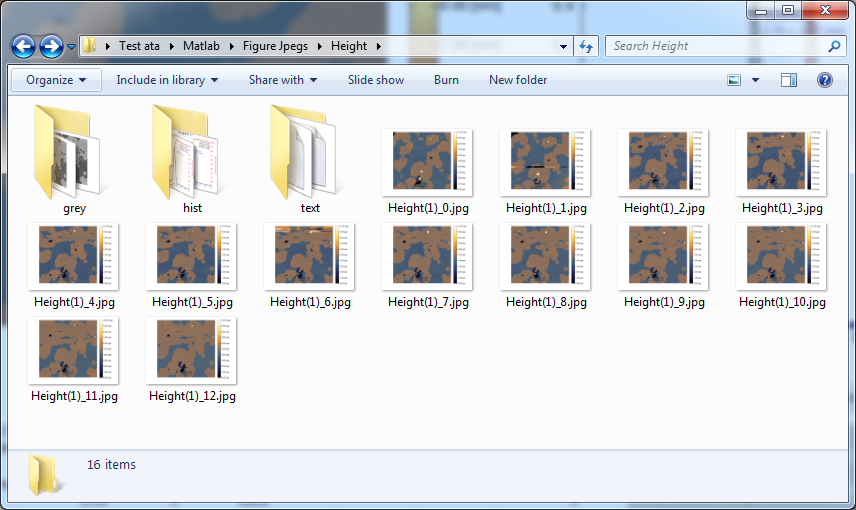 Test ata Matlab Figure Jpegs Height
Search Height
Organize Include in library Share with Slide show Burn New folder
grey hist text Height(1)_0.jpg Height(1)_1.jpg Height(1)_2.jpg Height(1)_3.jpg
Height(1)_4.jpg Height(1)_5.jpg Height(1)_6.jpg Height(1)_7.jpg Height(1)_8.jpg Height(1)_9.jpg Height(1)_10.jpg
Height(1)_11.jpg Height(1)_12.jpg
16 items